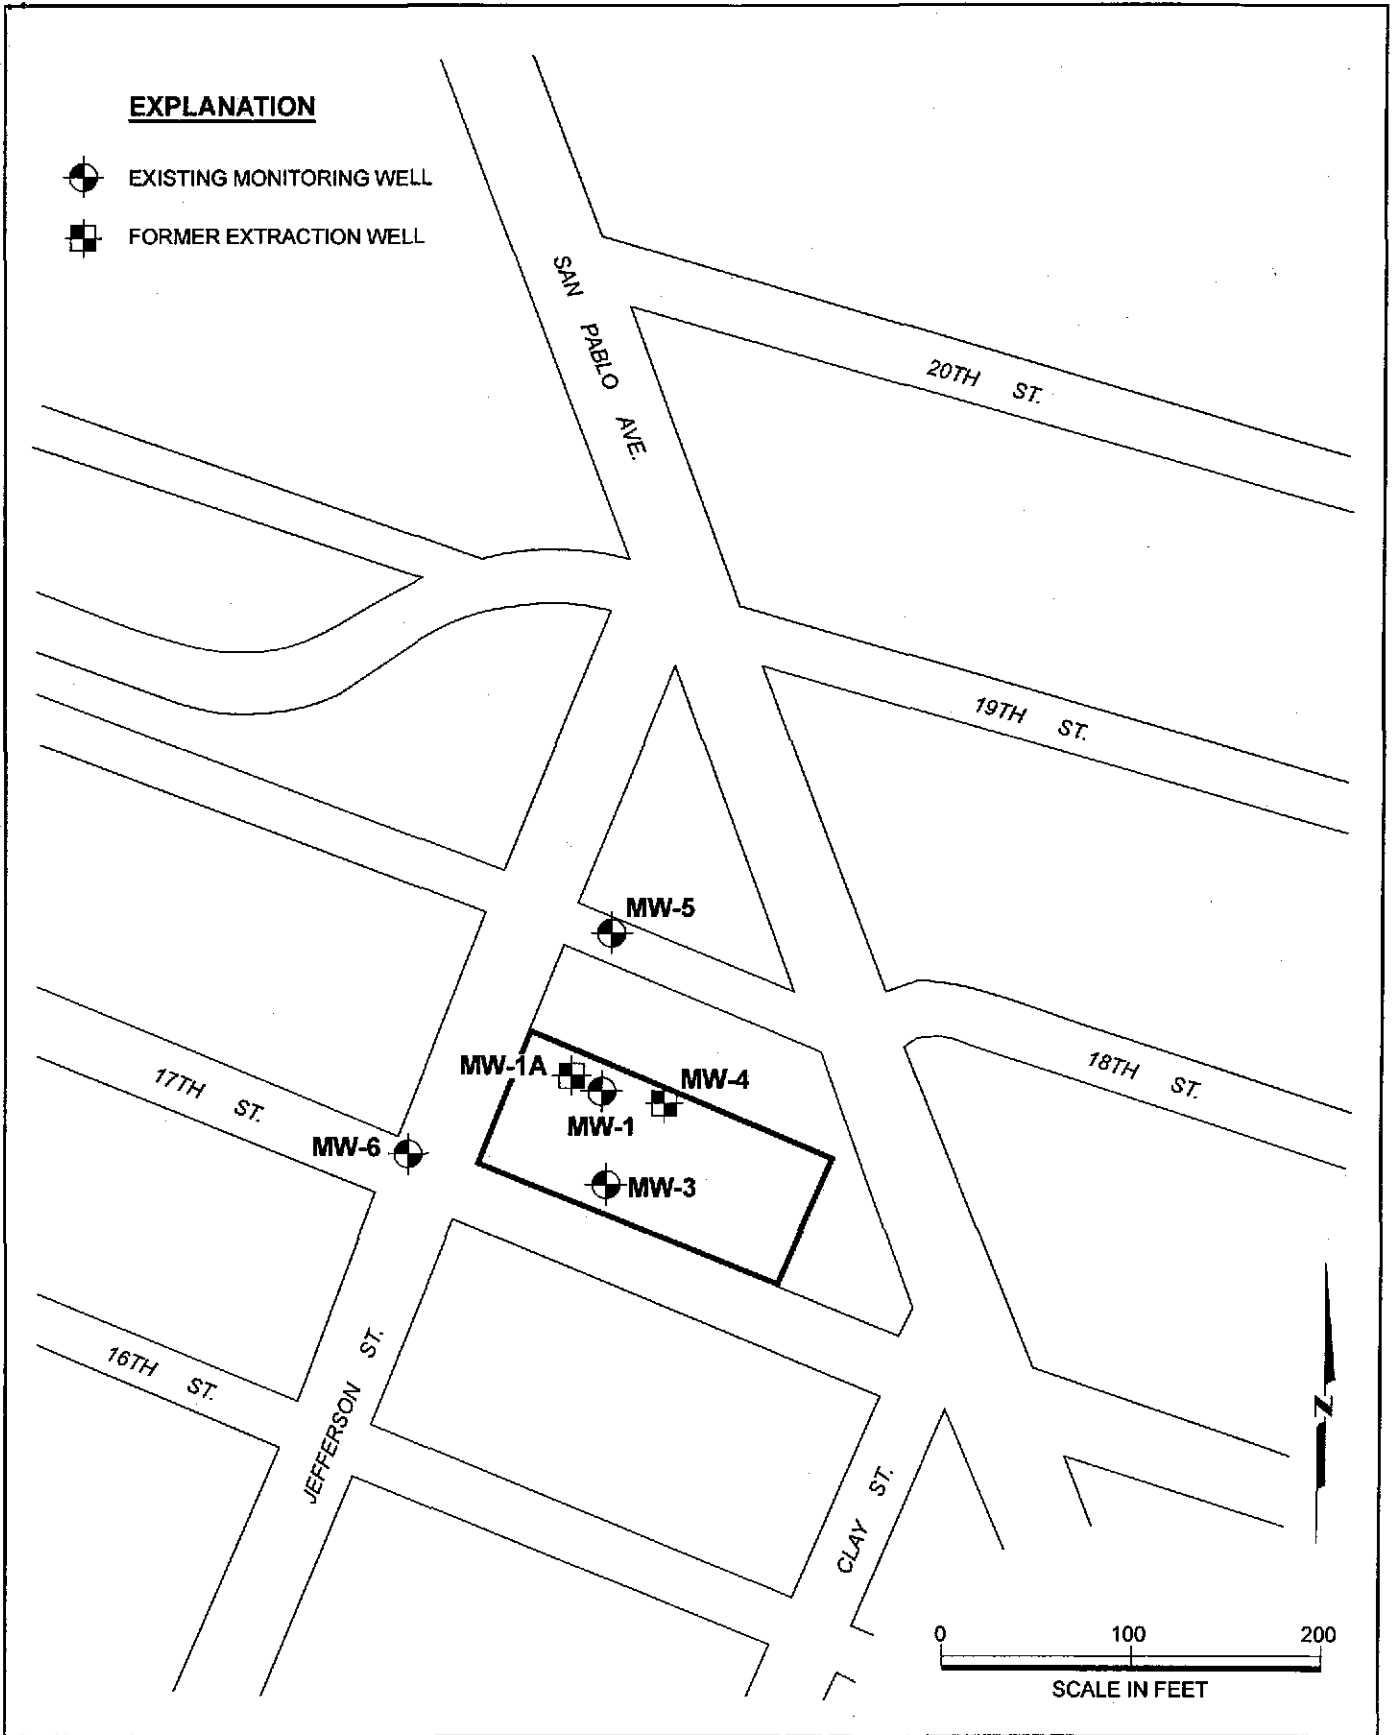 EXPLANATION
EXISTING MONITORING WELL
FORMER EXTRACTION WELL
SAN PABLO AVE.
20TH ST.
19TH ST.
MW-5
18TH ST.
MW-1A
MW-4
17TH ST.
MW-1
MW-6
MW-3
16TH ST.
JEFFERSON ST.
CLAY ST.
N
0 100 200
SCALE IN FEET